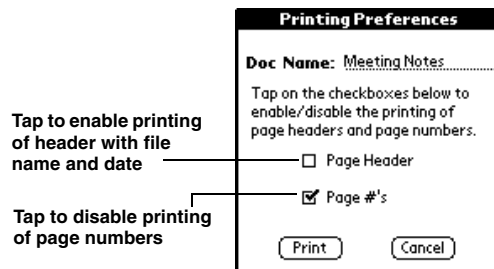 Printing Preferences
Doc Name: Meeting Notes
Tap on the checkboxes below to
enable/disable the printing of
page headers and page numbers.
Tap to enable printing
of header with file
name and date
Page Header
Page #'s
Tap to disable printing
of page numbers
Print
Cancel